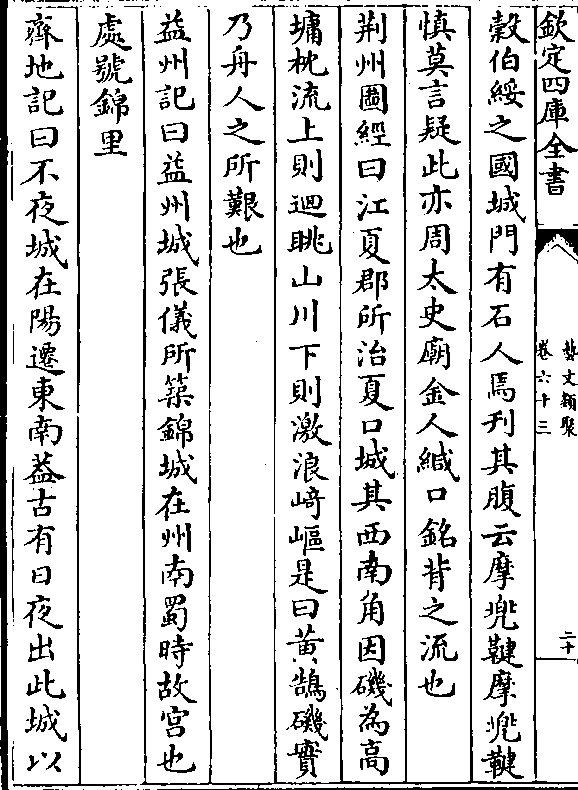 欽定四庫全書
藝文類聚
卷六十三
二十
穀伯綏之國城門有石人焉刋其腹云摩兠鞬摩兠鞬
慎莫言疑此亦周太史廟金人緘口銘背之流也
荆州圖經曰江夏郡所治夏口城其西南角因磯為高
墉枕流上則迴眺山川下則激浪﨑嶇是曰黄鵠磯實
乃舟人之所艱也
益州記曰益州城張儀所築錦城在州南蜀時故宫也
處號錦里
齊地記曰不夜城在陽遷東南葢古有日夜出此城以